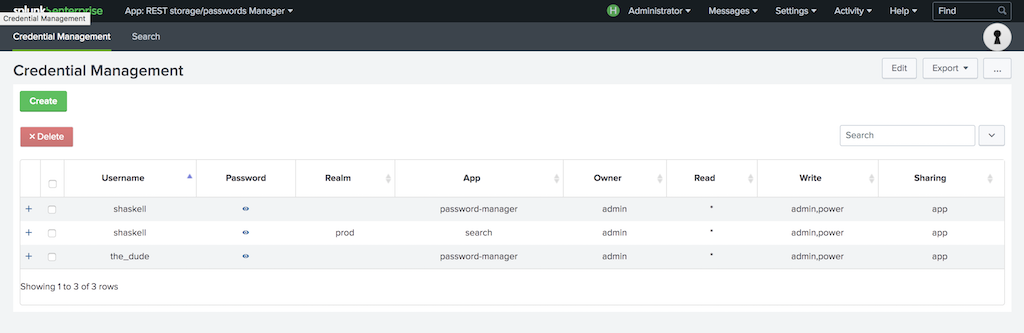 splunk>enterprise App: REST storage/passwords Manager H Administrator Messages Settings Activity Help Find
Credential Management
Credential Management Search
Credential Management Edit Export ...
Create
× Delete Search
Username Password Realm App Owner Read Write Sharing
+ shaskell password-manager admin * admin,power app
+ shaskell prod search admin * admin,power app
+ the_dude password-manager admin * admin,power app
Showing 1 to 3 of 3 rows